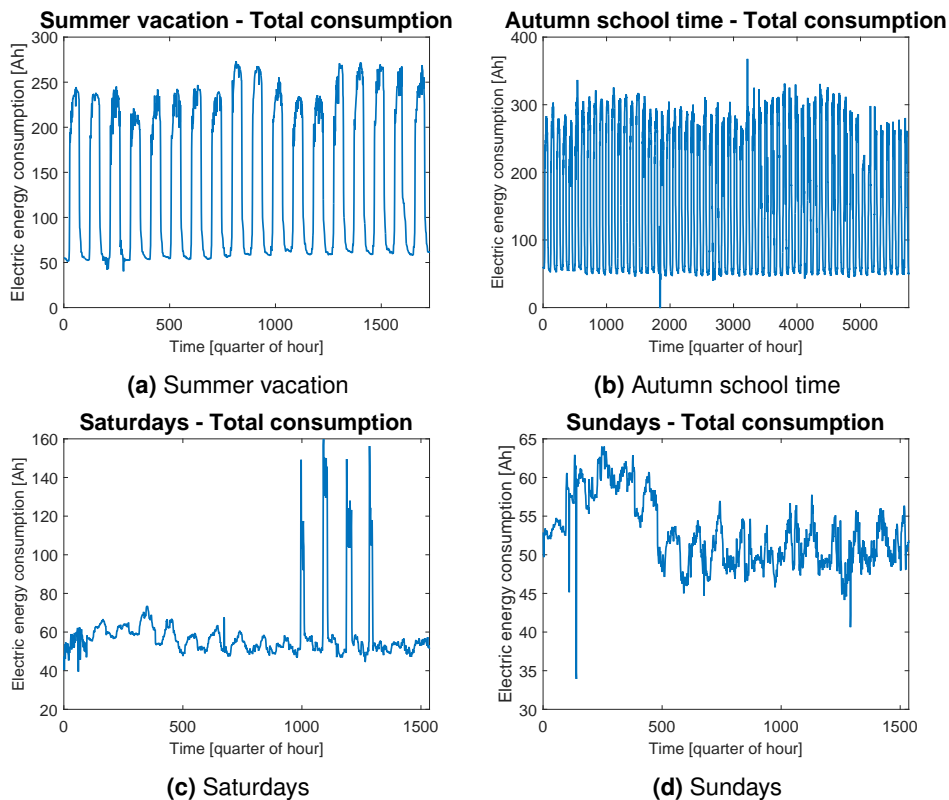 Summer vacation - Total consumption
Electric energy consumption [Ah]
300
250
200
150
100
50
0
0 500 1000 1500
Time [quarter of hour]
(a) Summer vacation
Autumn school time - Total consumption
Electric energy consumption [Ah]
400
300
200
100
0
0 1000 2000 3000 4000 5000
Time [quarter of hour]
(b) Autumn school time
Saturdays - Total consumption
Electric energy consumption [Ah]
160
140
120
100
80
60
40
20
0 500 1000 1500
Time [quarter of hour]
(c) Saturdays
Sundays - Total consumption
Electric energy consumption [Ah]
65
60
55
50
45
40
35
30
0 500 1000 1500
Time [quarter of hour]
(d) Sundays